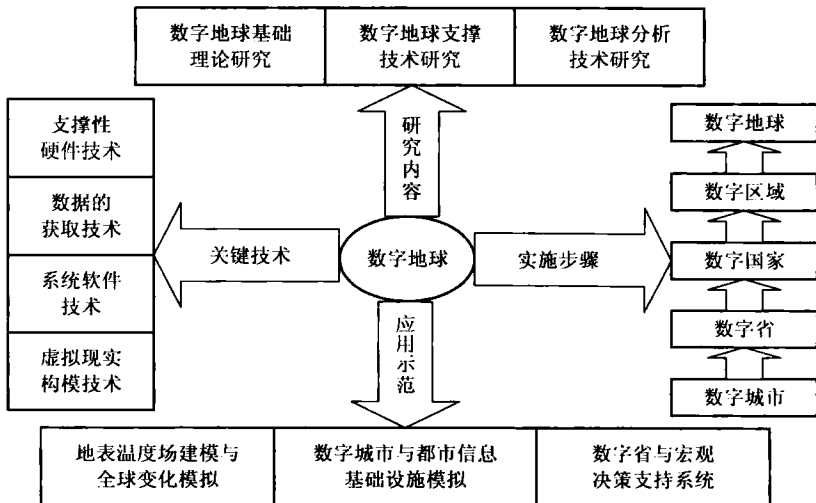 数字地球基础
理论研究
数字地球支撑
技术研究
数字地球分析
技术研究
研究内容
支撑性
硬件技术
数据的
获取技术
系统软件
技术
虚拟现实
构模技术
关键技术
数字地球
实施步骤
数字地球
数字区域
数字国家
数字省
数字城市
应用示范
地表温度场建模与
全球变化模拟
数字城市与都市信息
基础设施模拟
数字省与宏观
决策支持系统